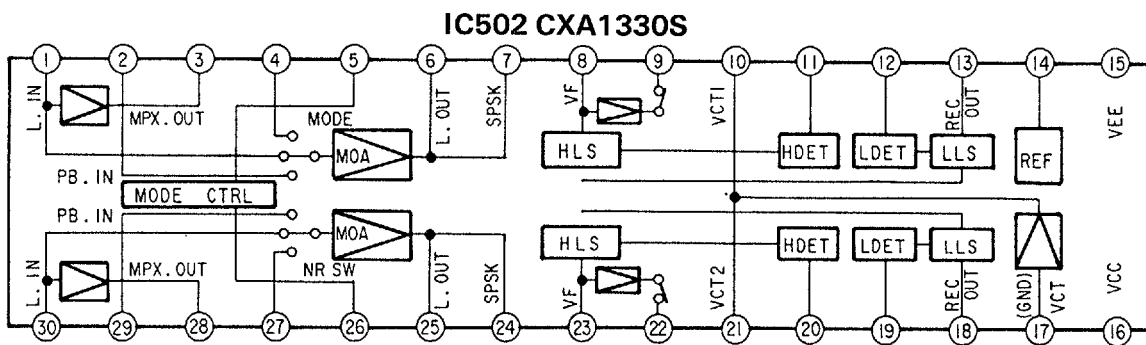 IC502 CXA1330S
1 2 3 4 5 6 7 8 9 10 11 12 13 14 15
L. IN
MPX. OUT
MODE
L. OUT
SPSK
VF
VCT1
REC OUT
VEE
MOA
HLS
HDET
LDET
LLS
REF
PB. IN
MODE CTRL
PB. IN
MOA
HLS
HDET
LDET
LLS
L. IN
MPX. OUT
NR SW
L. OUT
SPSK
VF
VCT2
REC OUT
(GND)
VCT
VCC
30 29 28 27 26 25 24 23 22 21 20 19 18 17 16